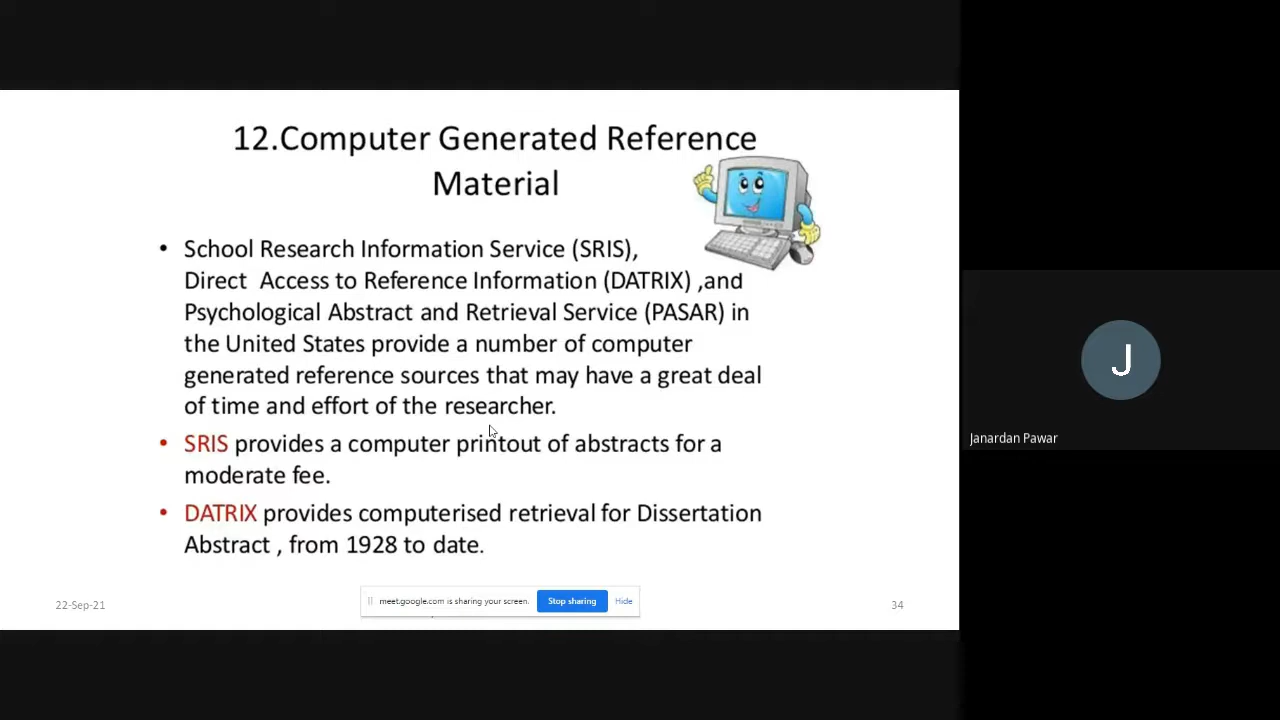 12.Computer Generated Reference
Material
• School Research Information Service (SRIS),
Direct Access to Reference Information (DATRIX) ,and
Psychological Abstract and Retrieval Service (PASAR) in
the United States provide a number of computer
generated reference sources that may have a great deal
of time and effort of the researcher.
• SRIS provides a computer printout of abstracts for a
moderate fee.
• DATRIX provides computerised retrieval for Dissertation
Abstract , from 1928 to date.
22-Sep-21
meet.google.com is sharing your screen. Stop sharing Hide
34
J
Janardan Pawar